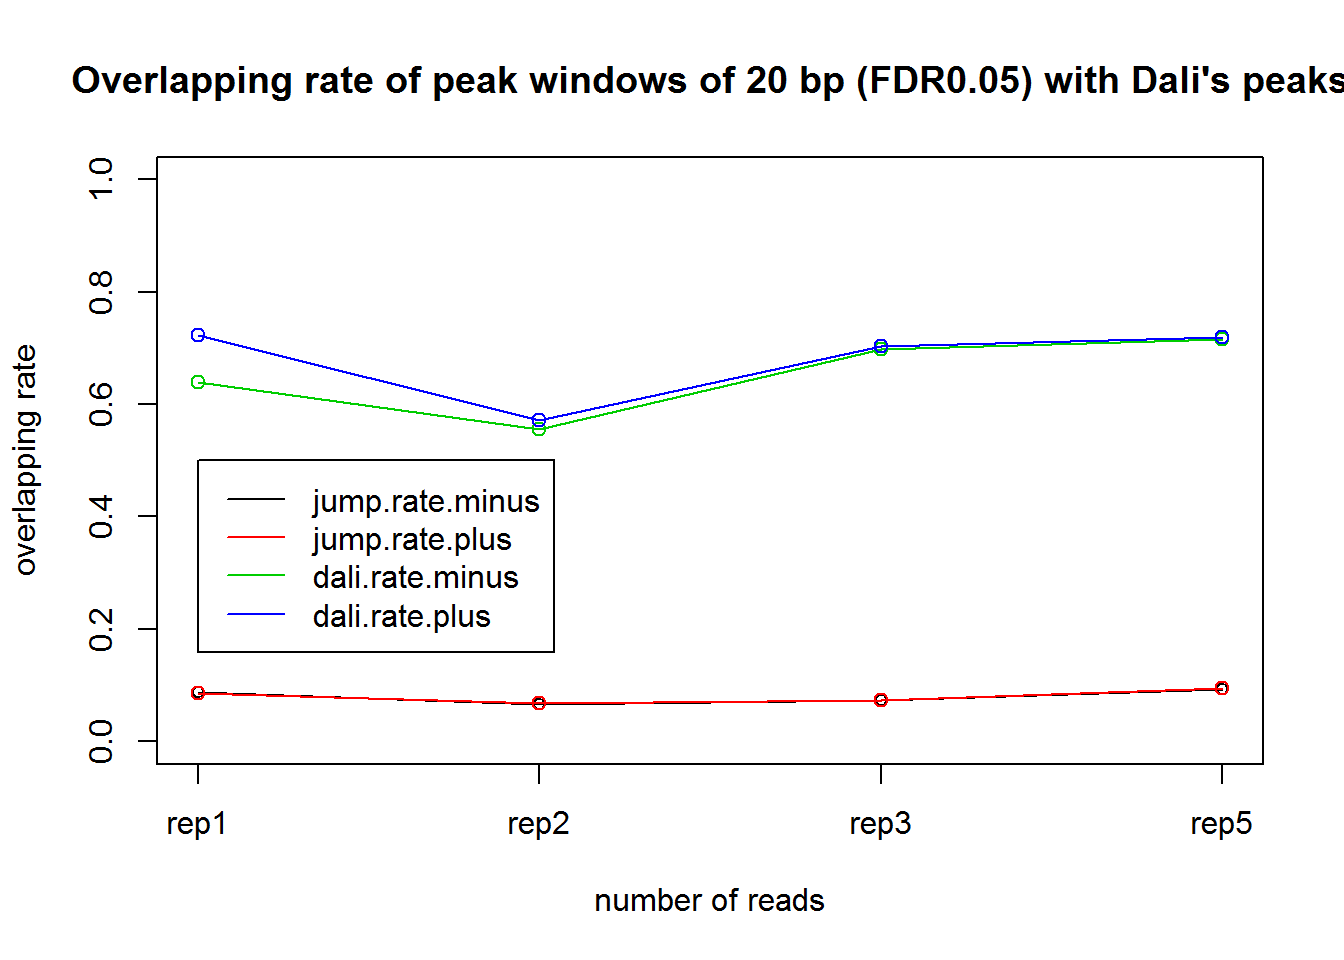 Overlapping rate of peak windows of 20 bp (FDR0.05) with Dali's peaks
overlapping rate
1.0
0.8
0.6
0.4
0.2
0.0
jump.rate.minus
jump.rate.plus
dali.rate.minus
dali.rate.plus
rep1 rep2 rep3 rep5
number of reads